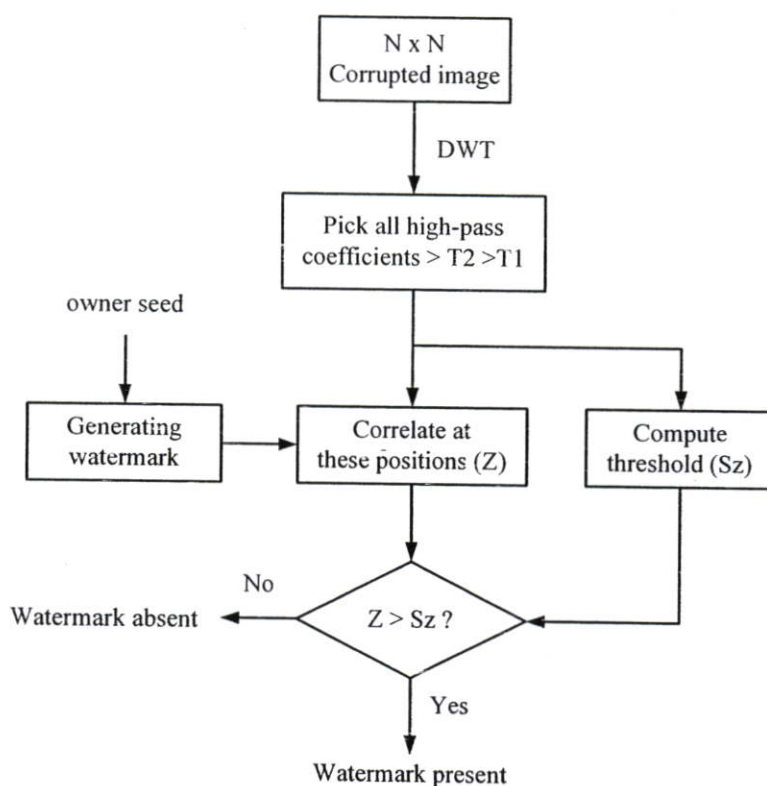 N x N
Corrupted image
DWT
Pick all high-pass
coefficients > T2 >T1
owner seed
Generating
watermark
Correlate at
these positions (Z)
Compute
threshold (Sz)
No
Watermark absent
Z > Sz ?
Yes
Watermark present